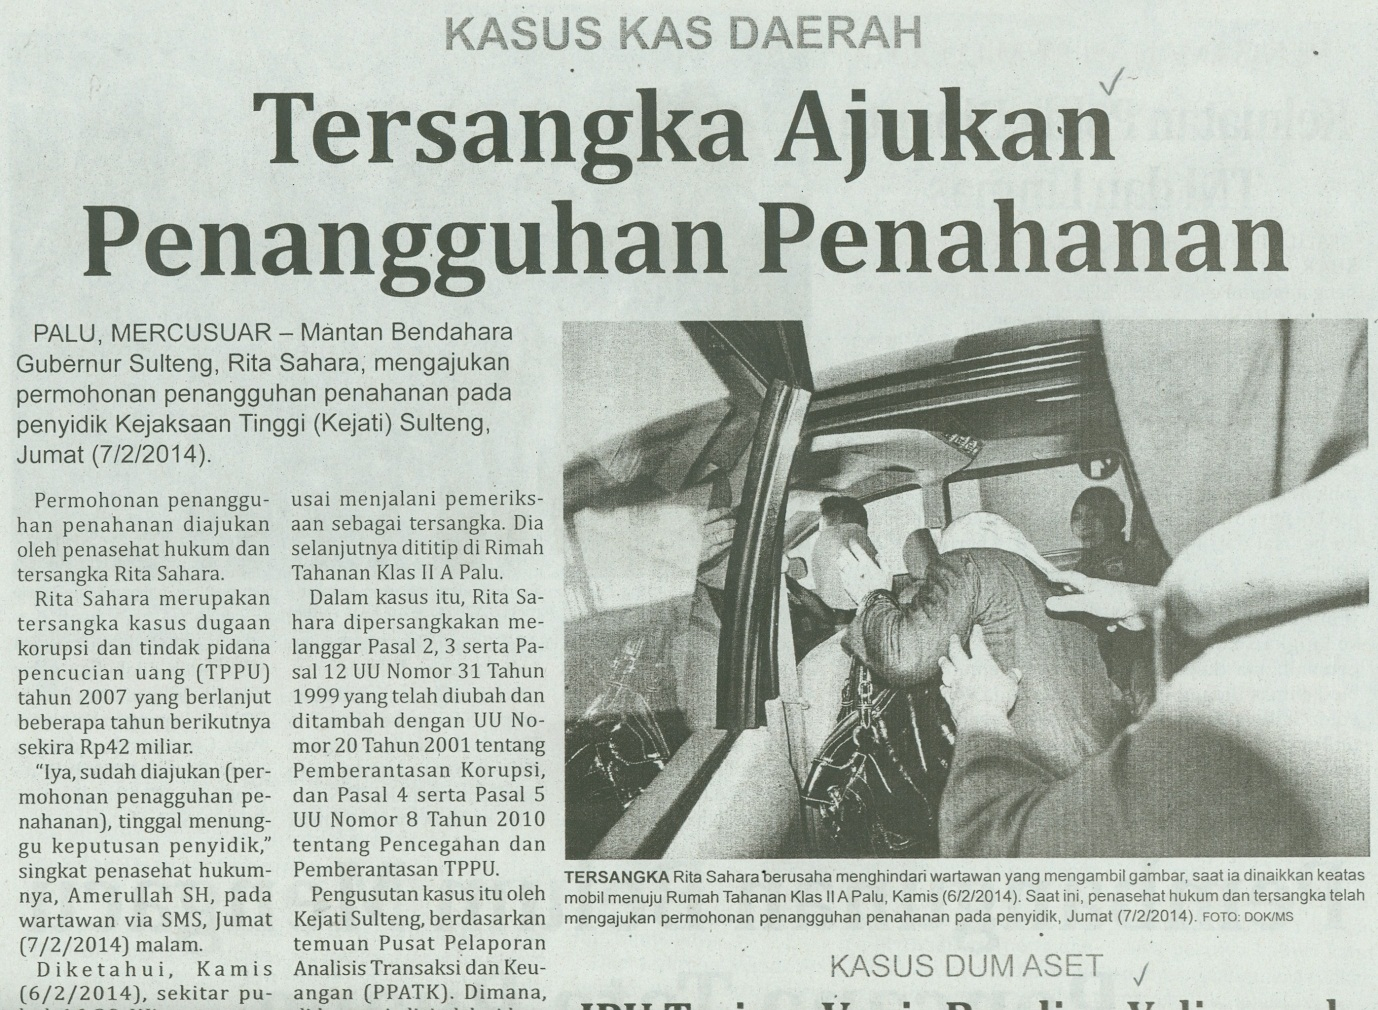 KASUS KAS DAERAH
Tersangka Ajukan
Penangguhan Penahanan
PALU, MERCUSUAR – Mantan Bendahara
Gubernur Sulteng, Rita Sahara, mengajukan
permohonan penangguhan penahanan pada
penyidik Kejaksaan Tinggi (Kejati) Sulteng,
Jumat (7/2/2014).
Permohonan penanggu-
han penahanan diajukan
oleh penasehat hukum dan
tersangka Rita Sahara.
Rita Sahara merupakan
tersangka kasus dugaan
korupsi dan tindak pidana
pencucian uang (TPPU)
tahun 2007 yang berlanjut
beberapa tahun berikutnya
sekira Rp42 miliar.
“Iya, sudah diajukan (per-
mohonan penagguhan pe-
nahanan), tinggal menung-
gu keputusan penyidik,”
singkat penasehat hukum-
nya, Amerullah SH, pada
wartawan via SMS, Jumat
(7/2/2014) malam.
Diketahui, Kamis
(6/2/2014), sekitar pu-
usai menjalani pemeriks-
aan sebagai tersangka. Dia
selanjutnya dititip di Rimah
Tahanan Klas II A Palu.
Dalam kasus itu, Rita Sa-
hara dipersangkakan me-
langgar Pasal 2, 3 serta Pa-
sal 12 UU Nomor 31 Tahun
1999 yang telah diubah dan
ditambah dengan UU No-
mor 20 Tahun 2001 tentang
Pemberantasan Korupsi,
dan Pasal 4 serta Pasal 5
UU Nomor 8 Tahun 2010
tentang Pencegahan dan
Pemberantasan TPPU.
Pengusutan kasus itu oleh
Kejati Sulteng, berdasarkan
temuan Pusat Pelaporan
Analisis Transaksi dan Keu-
angan (PPATK). Dimana,
TERSANGKA Rita Sahara berusaha menghindari wartawan yang mengambil gambar, saat ia dinaikkan keatas
mobil menuju Rumah Tahanan Klas II A Palu, Kamis (6/2/2014). Saat ini, penasehat hukum dan tersangka telah
mengajukan permohonan penangguhan penahanan pada penyidik, Jumat (7/2/2014). FOTO: DOK/MS
KASUS DUM ASET